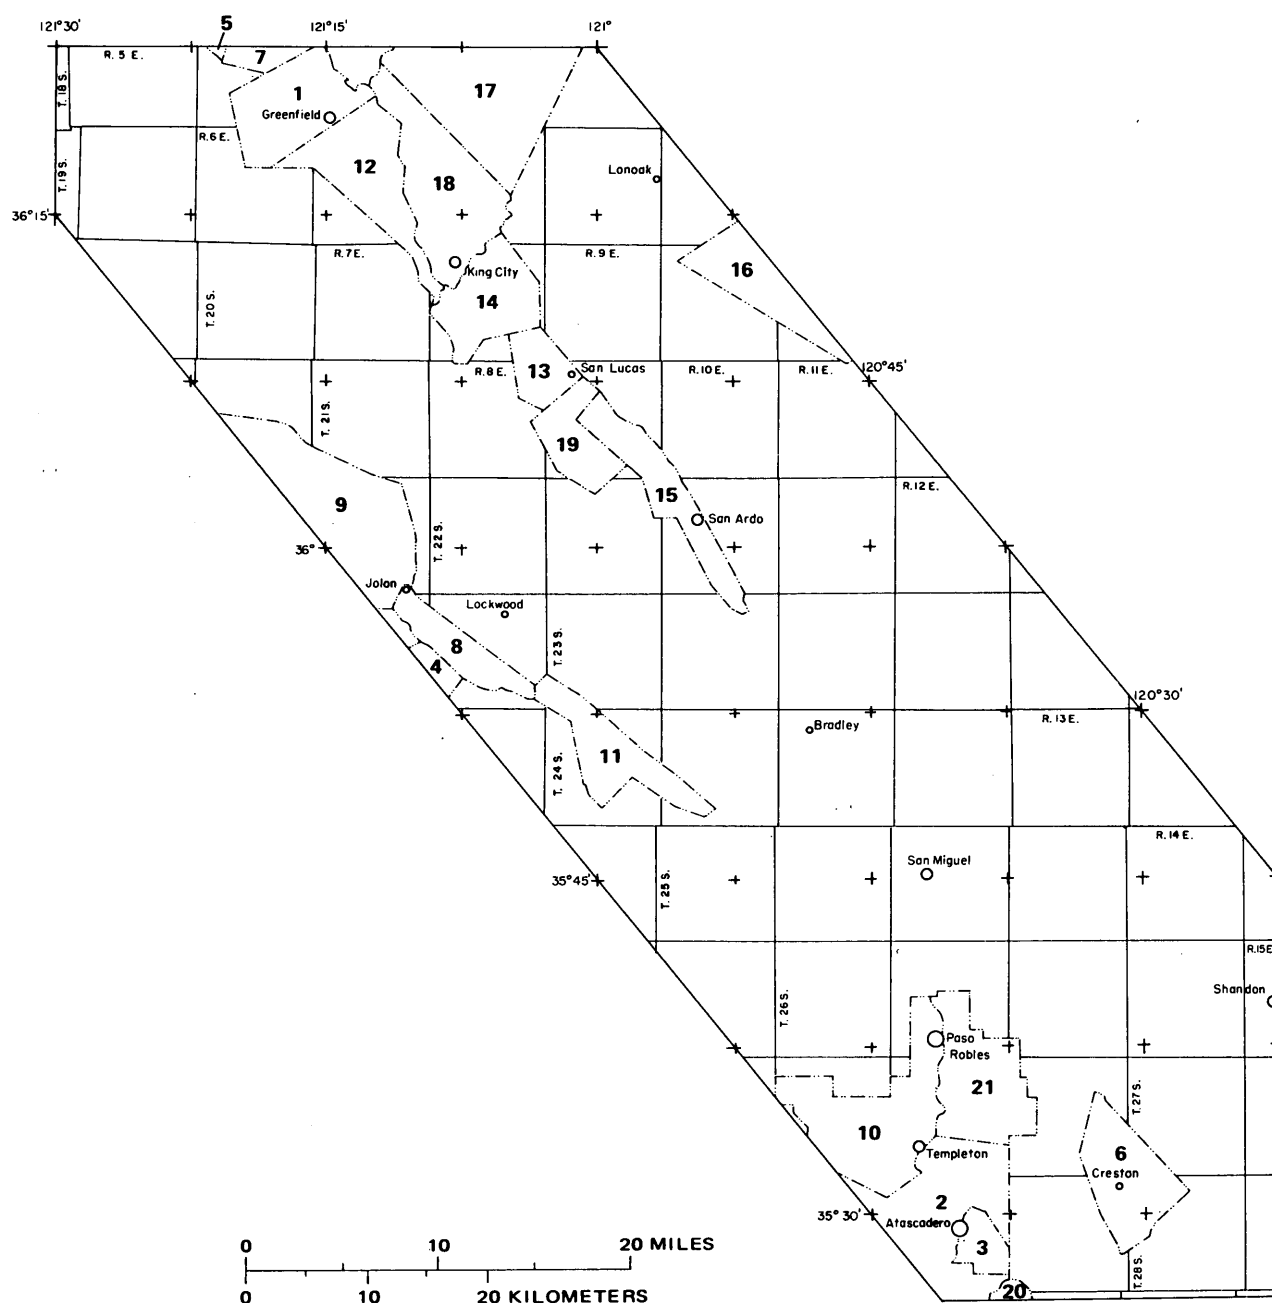 5
121°30'
121°15'
121°
R. 5 E.
7
T. 18 S.
1
17
Greenfield
R. 6 E.
12
Lonoak
T. 19 S.
18
36°15'
R. 7 E.
R. 9 E.
King City
16
14
T. 20 S.
R. 8 E.
13
San Lucas
R. 10 E.
R. 11 E.
120°45'
T. 21 S.
19
R. 12 E.
9
15
San Ardo
T. 22 S.
36°
Jolon
Lockwood
8
T. 23 S.
4
120°30'
R. 13 E.
Bradley
11
T. 24 S.
R. 14 E.
San Miguel
35°45'
T. 25 S.
R. 15 E
Shandon
T. 26 S.
Paso
Robles
21
T. 27 S.
10
Templeton
6
Creston
2
35° 30'
Atascadero
3
T. 28 S.
20
0 10 20 MILES
0 10 20 KILOMETERS